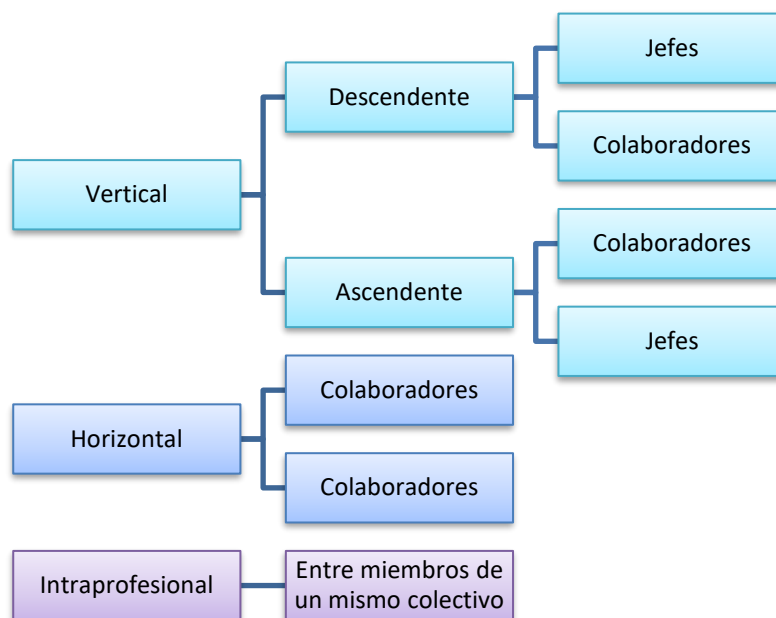 Vertical
Descendente
Jefes
Colaboradores
Ascendente
Colaboradores
Jefes
Horizontal
Colaboradores
Colaboradores
Intraprofesional
Entre miembros de
un mismo colectivo